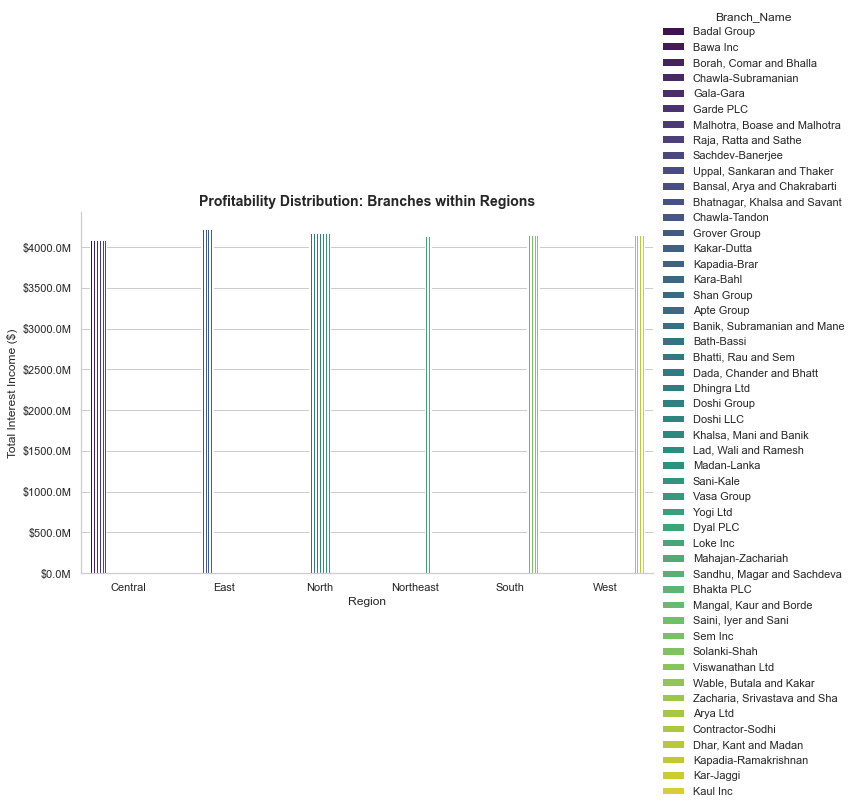 Profitability Distribution: Branches within Regions
Total Interest Income ($)
$4000.0M
$3500.0M
$3000.0M
$2500.0M
$2000.0M
$1500.0M
$1000.0M
$500.0M
$0.0M
Central
East
North
Northeast
South
West
Region
Branch_Name
Badal Group
Bawa Inc
Borah, Comar and Bhalla
Chawla-Subramanian
Gala-Gara
Garde PLC
Malhotra, Boase and Malhotra
Raja, Ratta and Sathe
Sachdev-Banerjee
Uppal, Sankaran and Thaker
Bansal, Arya and Chakrabarti
Bhatnagar, Khalsa and Savant
Chawla-Tandon
Grover Group
Kakar-Dutta
Kapadia-Brar
Kara-Bahl
Shan Group
Apte Group
Banik, Subramanian and Mane
Bath-Bassi
Bhatti, Rau and Sem
Dada, Chander and Bhatt
Dhingra Ltd
Doshi Group
Doshi LLC
Khalsa, Mani and Banik
Lad, Wali and Ramesh
Madan-Lanka
Sani-Kale
Vasa Group
Yogi Ltd
Dyal PLC
Loke Inc
Mahajan-Zachariah
Sandhu, Magar and Sachdeva
Bhakta PLC
Mangal, Kaur and Borde
Saini, Iyer and Sani
Sem Inc
Solanki-Shah
Viswanathan Ltd
Wable, Butala and Kakar
Zacharia, Srivastava and Sha
Arya Ltd
Contractor-Sodhi
Dhar, Kant and Madan
Kapadia-Ramakrishnan
Kar-Jaggi
Kaul Inc